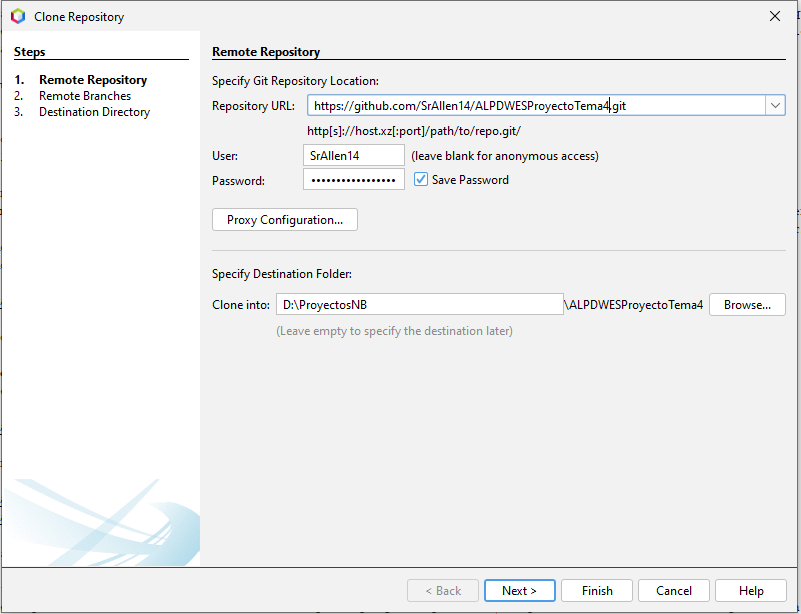 Clone Repository
Steps
1. Remote Repository
2. Remote Branches
3. Destination Directory
Remote Repository
Specify Git Repository Location:
Repository URL: https://github.com/SrAllen14/ALPDWESProyectoTema4.git
http[s]://host.xz[:port]/path/to/repo.git/
User: SrAllen14 (leave blank for anonymous access)
Password: ••••••••••••••••• Save Password
Proxy Configuration...
Specify Destination Folder:
Clone into: D:\ProyectosNB \ALPDWESProyectoTema4 Browse...
(Leave empty to specify the destination later)
< Back Next > Finish Cancel Help